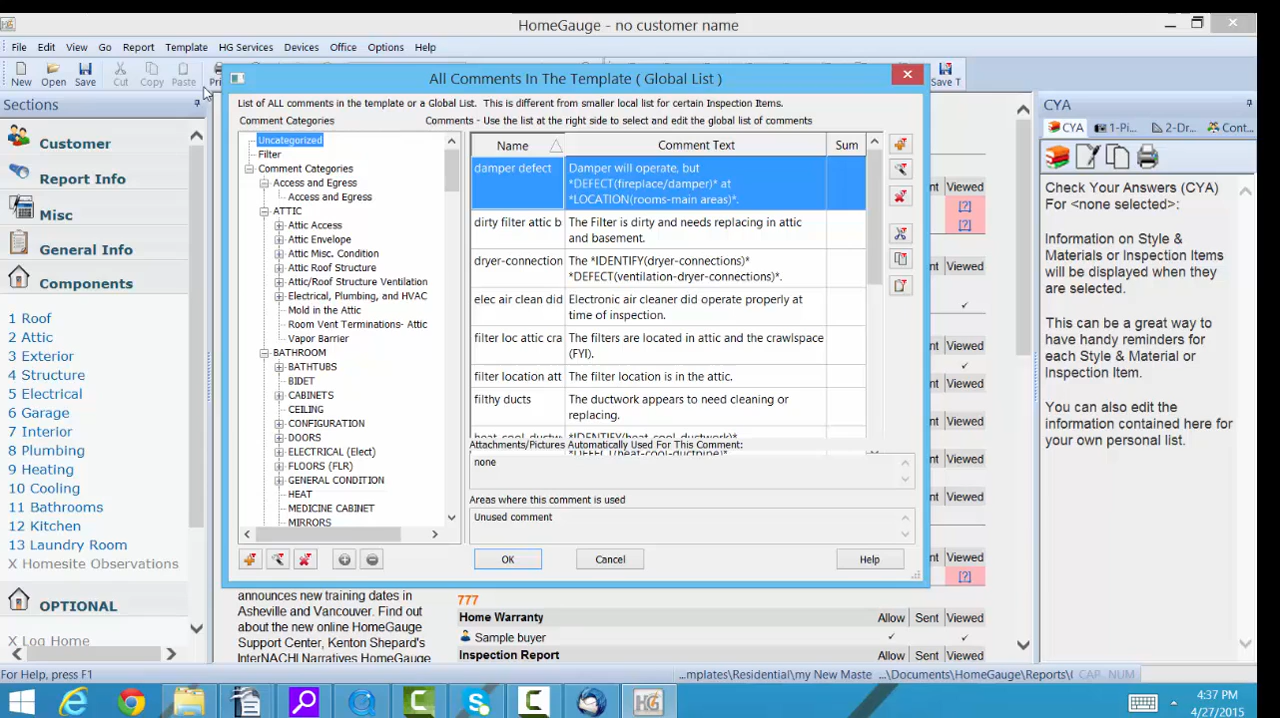 HomeGauge - no customer name
File Edit View Go Report Template HG Services Devices Office Options Help
New Open Save Cut Copy Paste Save T
Sections
Customer
Report Info
Misc
General Info
Components
1 Roof
2 Attic
3 Exterior
4 Structure
5 Electrical
6 Garage
7 Interior
8 Plumbing
9 Heating
10 Cooling
11 Bathrooms
12 Kitchen
13 Laundry Room
X Homesite Observations
OPTIONAL
X Log Home
All Comments In The Template ( Global List )
List of ALL comments in the template or a Global List. This is different from smaller local list for certain Inspection Items.
Comment Categories
Comments - Use the list at the right side to select and edit the global list of comments
Uncategorized
Filter
Comment Categories
Access and Egress
Access and Egress
ATTIC
Attic Access
Attic Envelope
Attic Misc. Condition
Attic Roof Structure
Attic/Roof Structure Ventilation
Electrical, Plumbing, and HVAC
Mold in the Attic
Room Vent Terminations- Attic
Vapor Barrier
BATHROOM
BATHTUBS
BIDET
CABINETS
CEILING
CONFIGURATION
DOORS
ELECTRICAL (Elect)
FLOORS (FLR)
GENERAL CONDITION
HEAT
MEDICINE CABINET
MIRRORS
Name Comment Text Sum
damper defect Damper will operate, but
*DEFECT(fireplace/damper)* at
*LOCATION(rooms-main areas)*.
dirty filter attic b The Filter is dirty and needs replacing in attic
and basement.
dryer-connection The *IDENTIFY(dryer-connections)*
*DEFECT(ventilation-dryer-connections)*.
elec air clean did Electronic air cleaner did operate properly at
time of inspection.
filter loc attic cra The filters are located in attic and the crawlspace
(FYI).
filter location att The filter location is in the attic.
filthy ducts The ductwork appears to need cleaning or
replacing.
Attachments/Pictures Automatically Used For This Comment:
none
Areas where this comment is used
Unused comment
OK Cancel Help
nt Viewed
[?]
[?]
nt Viewed
nt Viewed
nt Viewed
nt Viewed
nt Viewed
nt Viewed
nt Viewed
[?]
announces new training dates in
Asheville and Vancouver. Find out
about the new online HomeGauge
Support Center, Kenton Shepard's
InterNACHI Narratives HomeGauge
777
Home Warranty Allow Sent Viewed
Sample buyer
Inspection Report Allow Sent Viewed
CYA
CYA 1-Pi... 2-Dr... Cont...
Check Your Answers (CYA)
For <none selected>:
Information on Style &
Materials or Inspection Items
will be displayed when they
are selected.
This can be a great way to
have handy reminders for
each Style & Material or
Inspection Item.
You can also edit the
information contained here for
your own personal list.
For Help, press F1
...mplates\Residential\my New Maste ...\Documents\HomeGauge\Reports\( CAP NUM
4:37 PM
4/27/2015